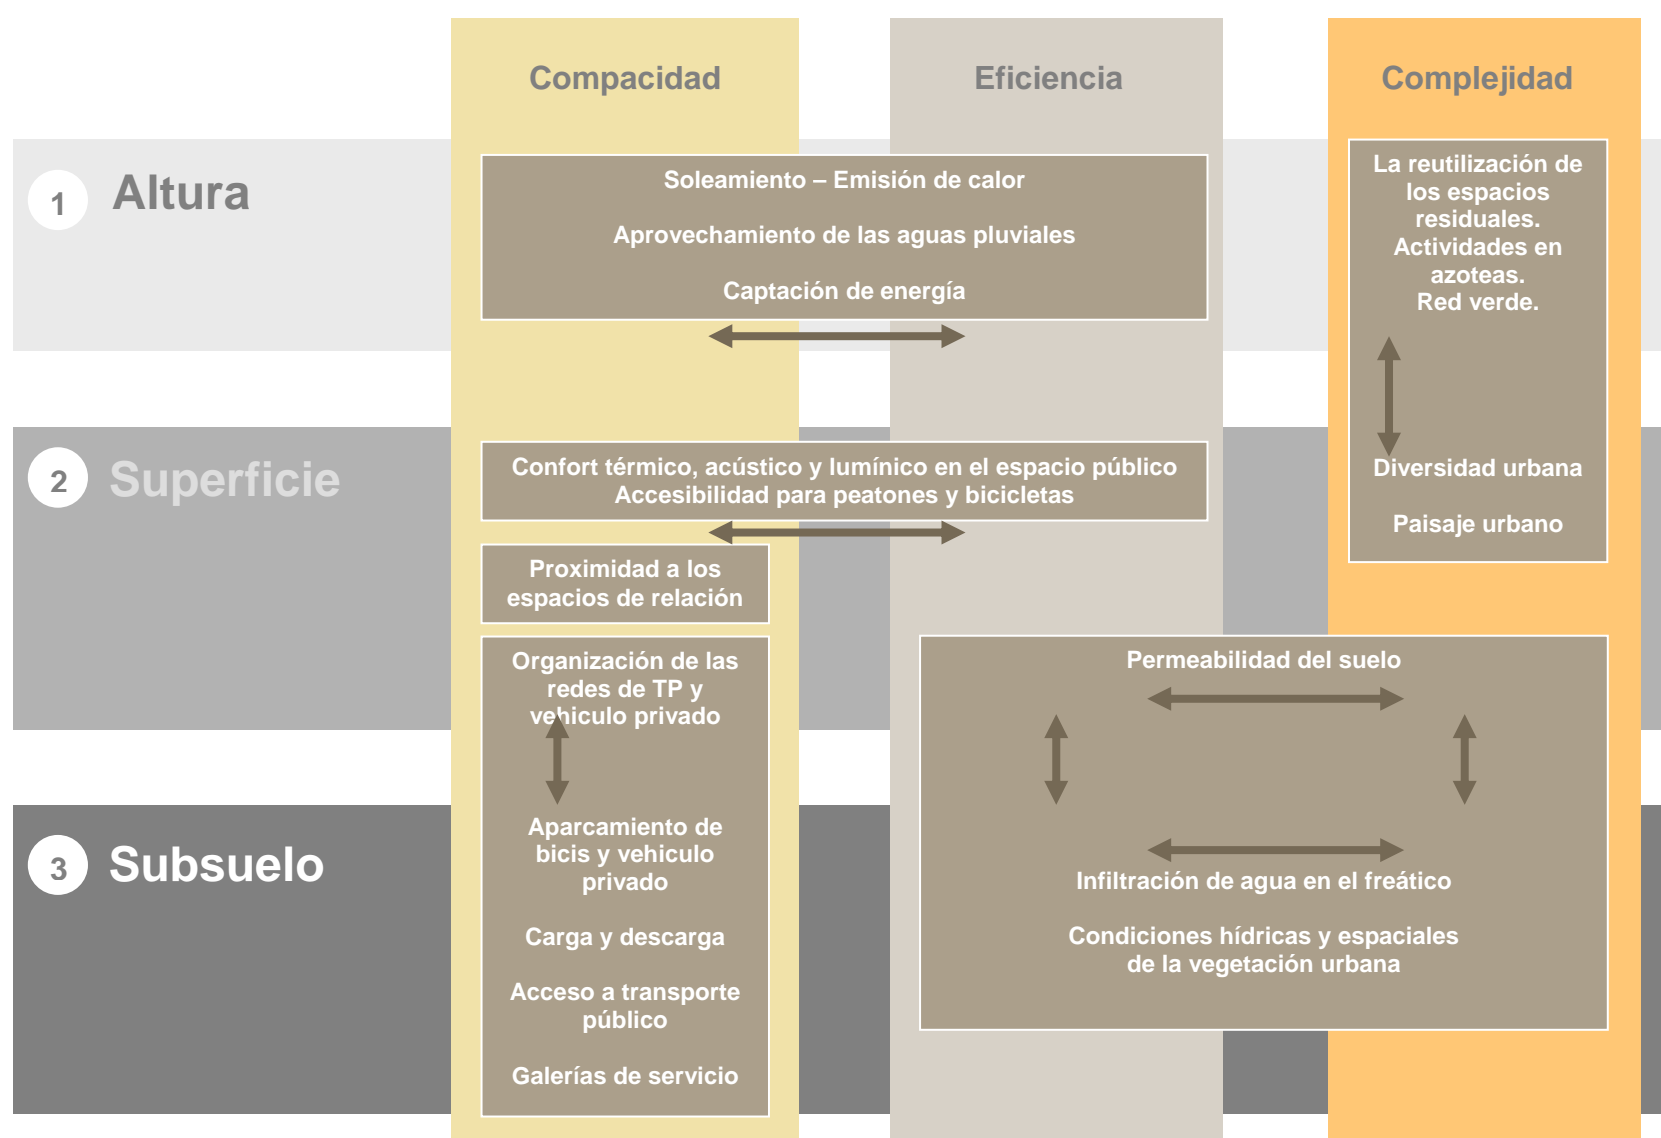 Compacidad
Eficiencia
Complejidad
1
Altura
Soleamiento – Emisión de calor
Aprovechamiento de las aguas pluviales
Captación de energía
La reutilización de
los espacios
residuales.
Actividades en
azoteas.
Red verde.
Diversidad urbana
Paisaje urbano
2
Superficie
Confort térmico, acústico y lumínico en el espacio público
Accesibilidad para peatones y bicicletas
Proximidad a los
espacios de relación
Organización de las
redes de TP y
vehiculo privado
Permeabilidad del suelo
3
Subsuelo
Aparcamiento de
bicis y vehiculo
privado
Carga y descarga
Acceso a transporte
público
Galerías de servicio
Infiltración de agua en el freático
Condiciones hídricas y espaciales
de la vegetación urbana